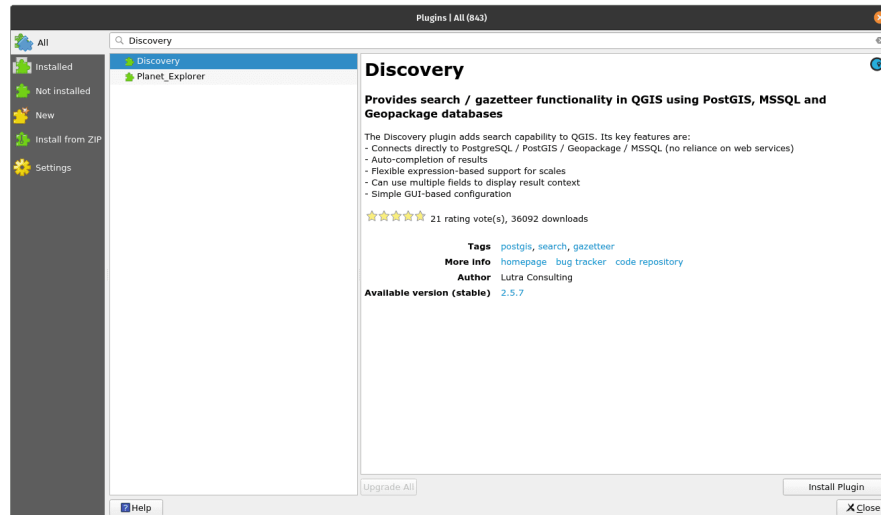 Plugins | All (843)
All
Discovery
Installed
Not installed
New
Install from ZIP
Settings
Discovery
Planet_Explorer
Discovery
Provides search / gazetteer functionality in QGIS using PostGIS, MSSQL and
Geopackage databases
The Discovery plugin adds search capability to QGIS. Its key features are:
- Connects directly to PostgreSQL / PostGIS / Geopackage / MSSQL (no reliance on web services)
- Auto-completion of results
- Flexible expression-based support for scales
- Can use multiple fields to display result context
- Simple GUI-based configuration
21 rating vote(s), 36092 downloads
Tags postgis, search, gazetteer
More info homepage bug tracker code repository
Author Lutra Consulting
Available version (stable) 2.5.7
Upgrade All
Install Plugin
Help
Close